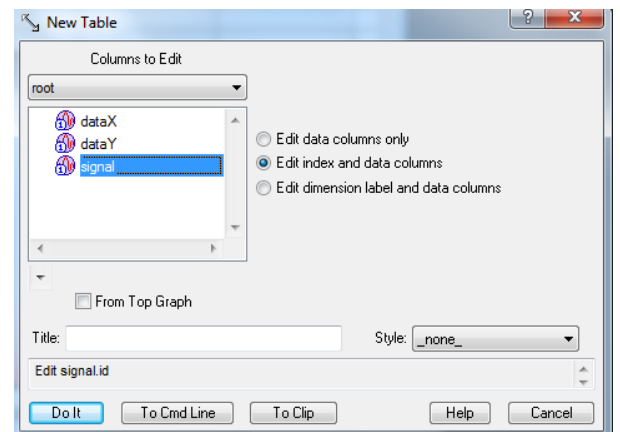 New Table
Columns to Edit
root
dataX
dataY
signal
Edit data columns only
Edit index and data columns
Edit dimension label and data columns
From Top Graph
Title:
Style: _none_
Edit signal.id
Do It
To Cmd Line
To Clip
Help
Cancel